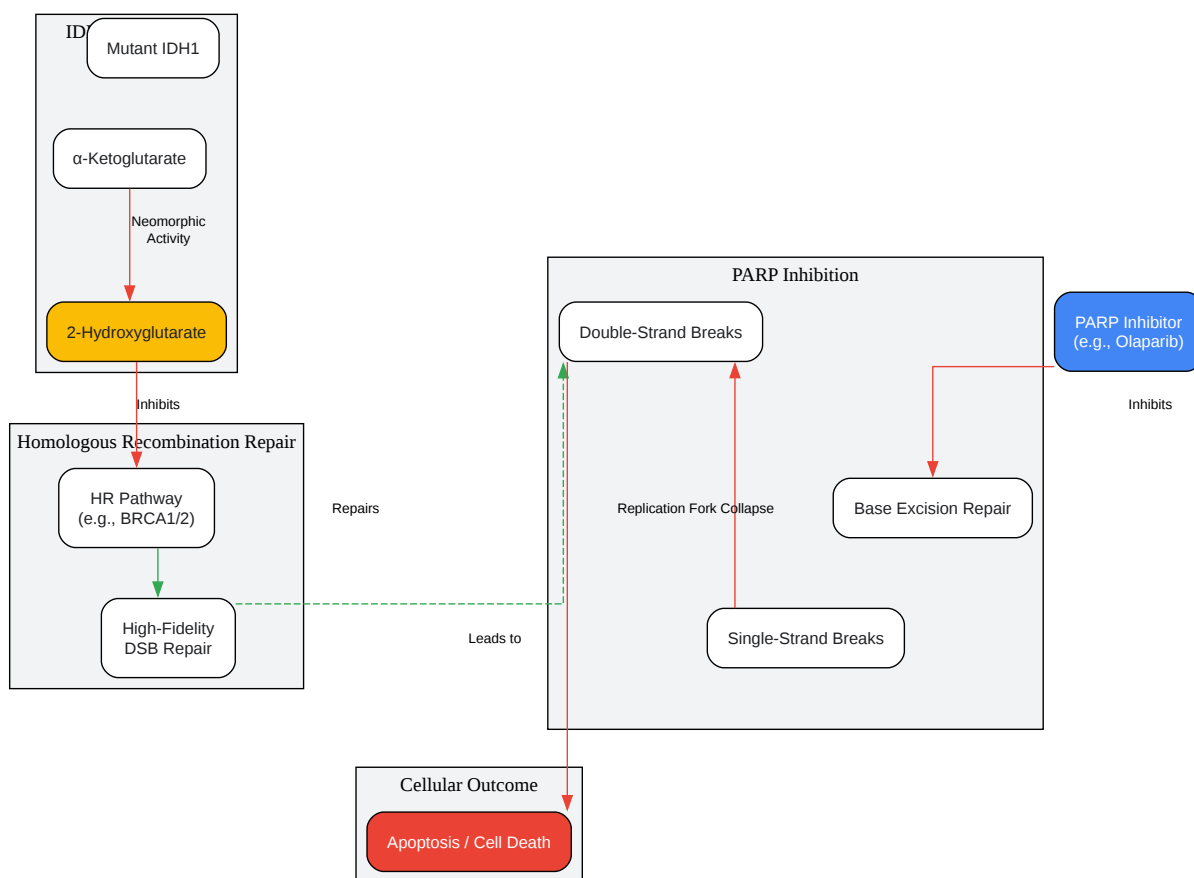 Mutant IDH1
α-Ketoglutarate
Neomorphic
Activity
2-Hydroxyglutarate
Inhibits
Homologous Recombination Repair
HR Pathway
(e.g., BRCA1/2)
High-Fidelity
DSB Repair
Repairs
Leads to
PARP Inhibition
Double-Strand Breaks
Replication Fork Collapse
Base Excision Repair
Single-Strand Breaks
PARP Inhibitor
(e.g., Olaparib)
Inhibits
Cellular Outcome
Apoptosis / Cell Death